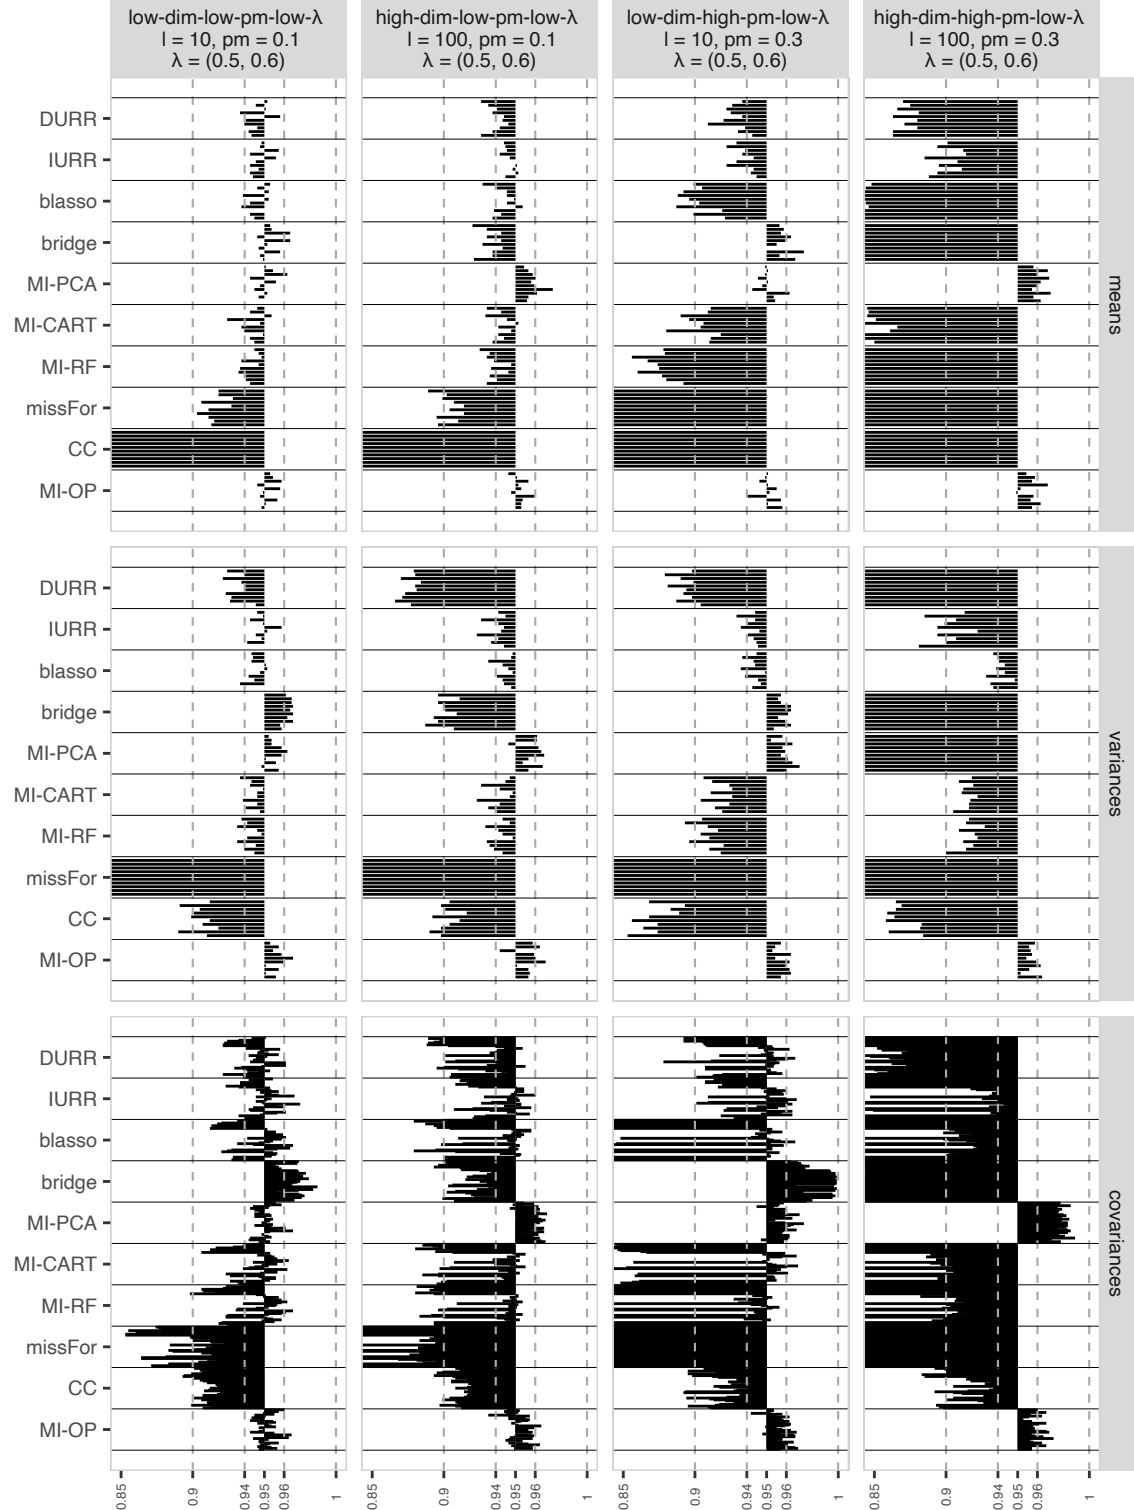 low-dim-low-pm-low-λ
l = 10, pm = 0.1
λ = (0.5, 0.6)
high-dim-low-pm-low-λ
l = 100, pm = 0.1
λ = (0.5, 0.6)
low-dim-high-pm-low-λ
l = 10, pm = 0.3
λ = (0.5, 0.6)
high-dim-high-pm-low-λ
l = 100, pm = 0.3
λ = (0.5, 0.6)
DURR
IURR
blasso
bridge
MI-PCA
MI-CART
MI-RF
missFor
CC
MI-OP
means
DURR
IURR
blasso
bridge
MI-PCA
MI-CART
MI-RF
missFor
CC
MI-OP
variances
DURR
IURR
blasso
bridge
MI-PCA
MI-CART
MI-RF
missFor
CC
MI-OP
covariances
0.85
0.9
0.94
0.95
0.96
1
0.85
0.9
0.94
0.95
0.96
1
0.85
0.9
0.94
0.95
0.96
1
0.85
0.9
0.94
0.95
0.96
1